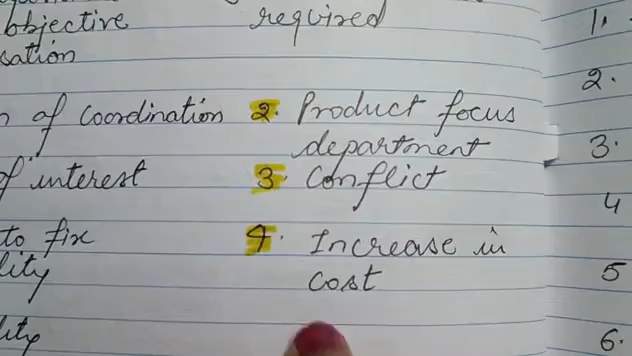 objective required 1.
sation
2.
of coordination 2. Product focus
department 3.
of interest 3. Conflict
4
to fix 4. Increase in
lity cost 5
lity 6.